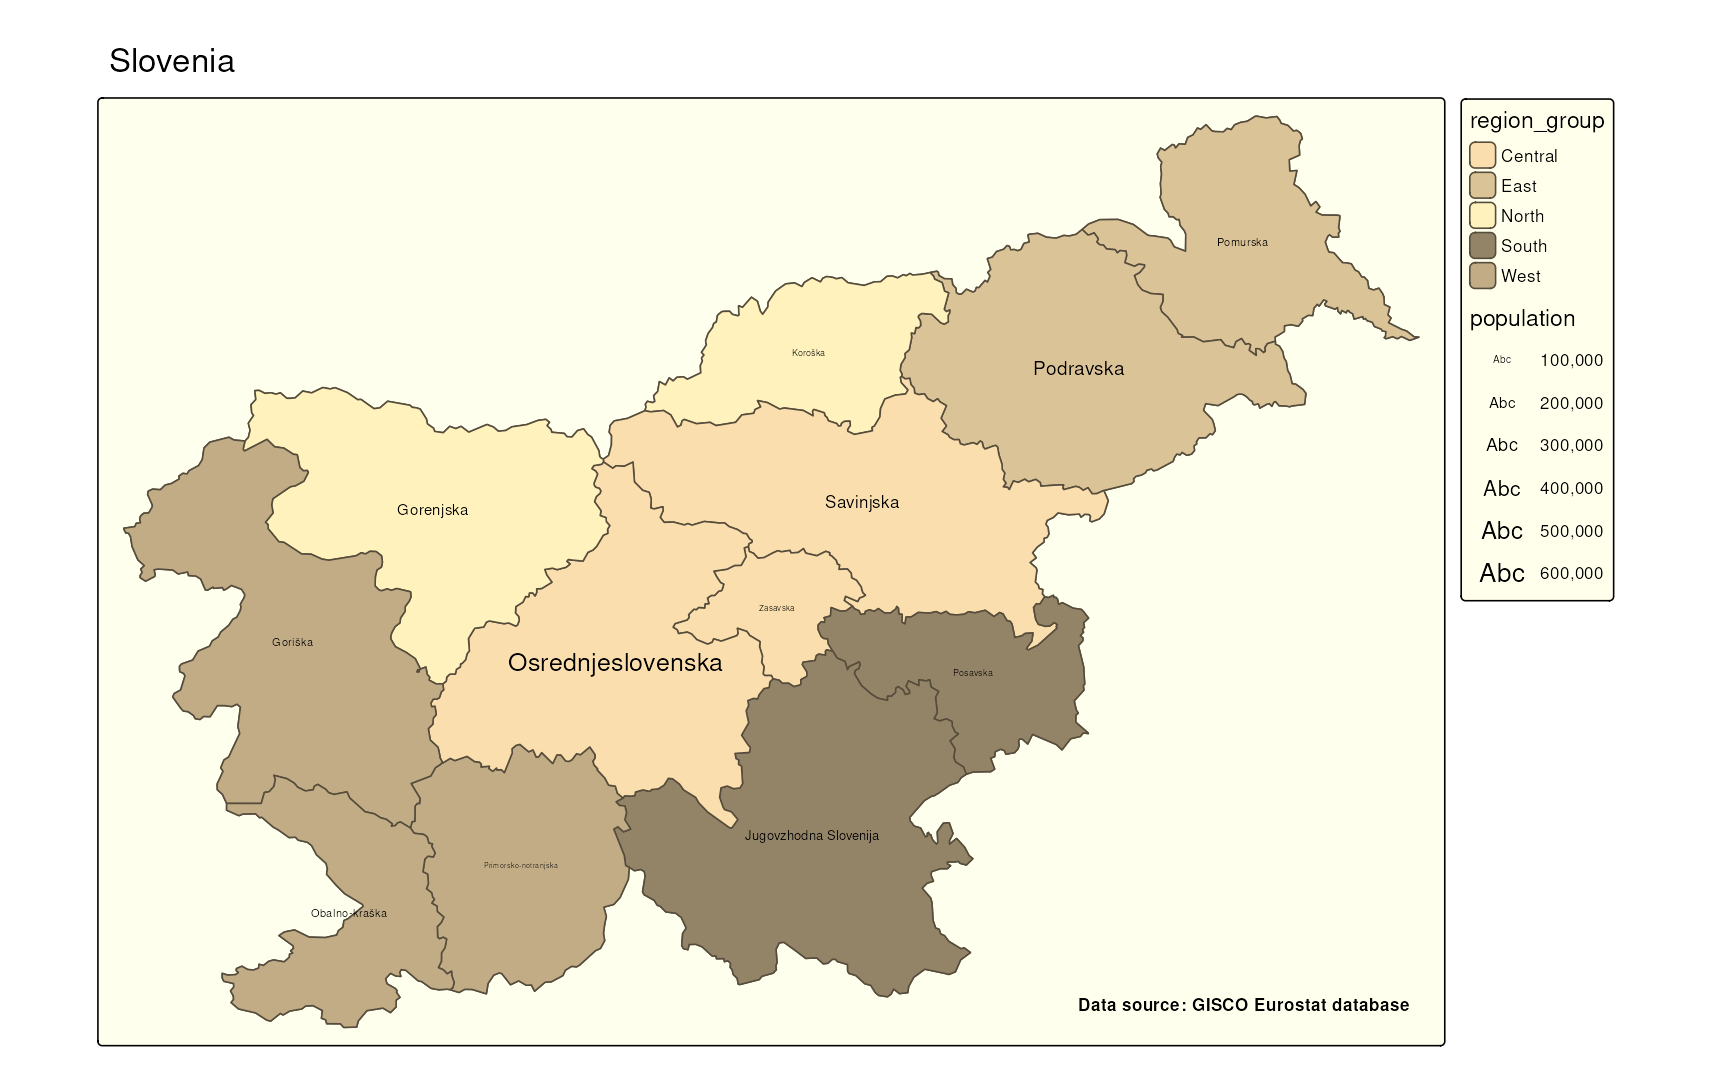 Slovenia
region_group
Central
East
North
South
West
population
Abc 100,000
Abc 200,000
Abc 300,000
Abc 400,000
Abc 500,000
Abc 600,000
Pomurska
Koroška
Podravska
Savinjska
Gorenjska
Zasavska
Goriška
Osrednjeslovenska
Posavska
Jugovzhodna Slovenija
Primorsko-notranjska
Obalno-kraška
Data source: GISCO Eurostat database